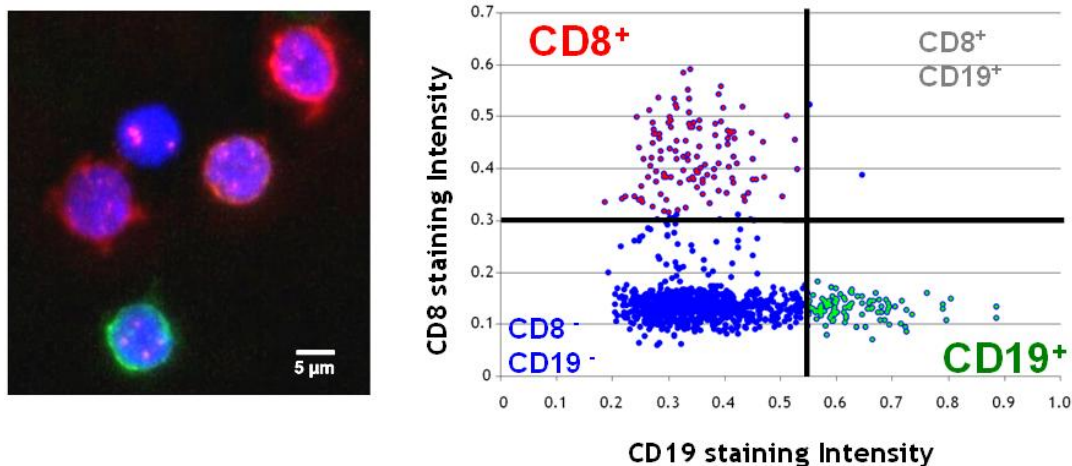 5 µm
CD8 staining Intensity
0.7
0.6
0.5
0.4
0.3
0.2
0.1
0
CD8⁺
CD8⁺
CD19⁺
CD8⁻
CD19⁻
CD19⁺
0 0.1 0.2 0.3 0.4 0.5 0.6 0.7 0.8 0.9 1.0
CD19 staining Intensity